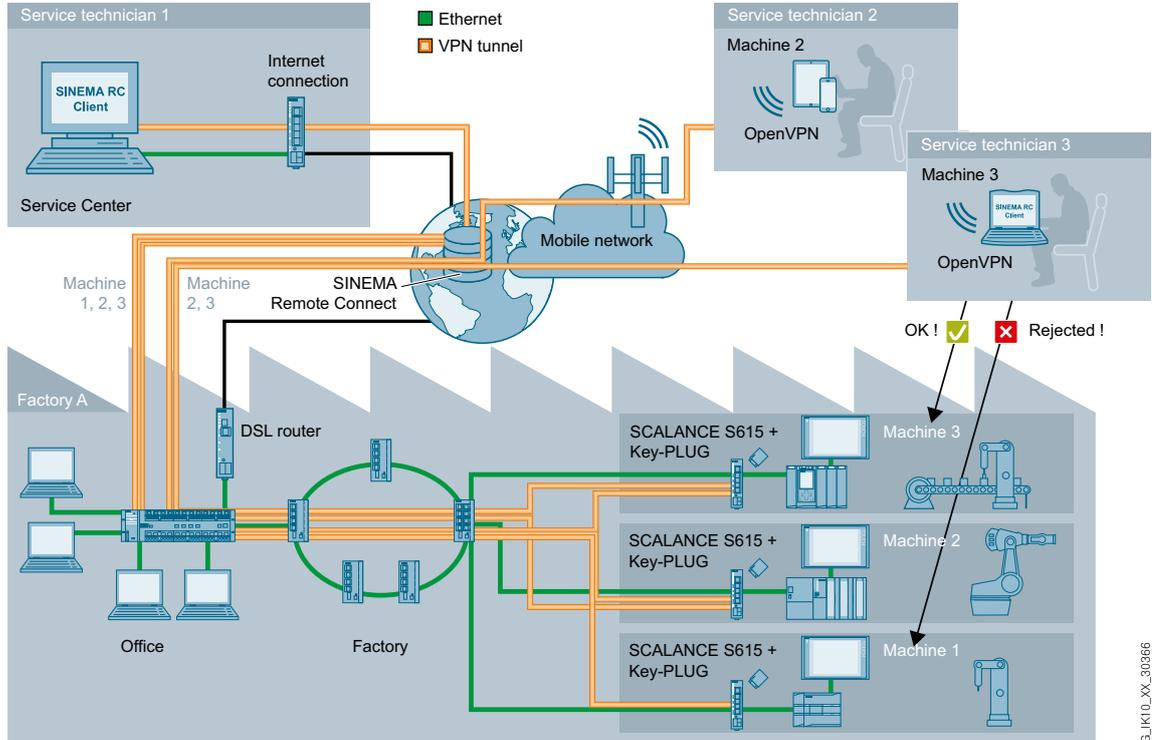 Service technician 1
Ethernet
VPN tunnel
Service technician 2
Machine 2
OpenVPN
Service technician 3
Machine 3
SINEMA RC
Client
OpenVPN
SINEMA RC
Client
Internet
connection
Service Center
Mobile network
SINEMA
Remote Connect
Machine
1, 2, 3
Machine
2, 3
OK !
Rejected !
Factory A
DSL router
Office
Factory
SCALANCE S615 +
Key-PLUG
Machine 3
SCALANCE S615 +
Key-PLUG
Machine 2
SCALANCE S615 +
Key-PLUG
Machine 1
G_IK10_XX_30366